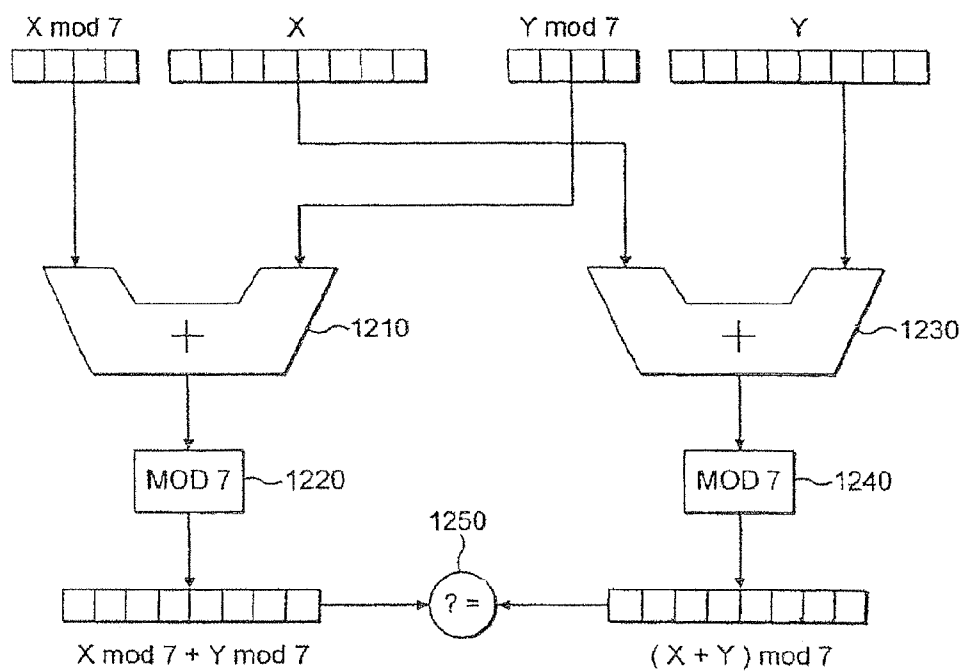 X mod 7
X
Y mod 7
Y
+
1210
+
1230
MOD 7
1220
MOD 7
1240
1250
? =
X mod 7 + Y mod 7
( X + Y ) mod 7